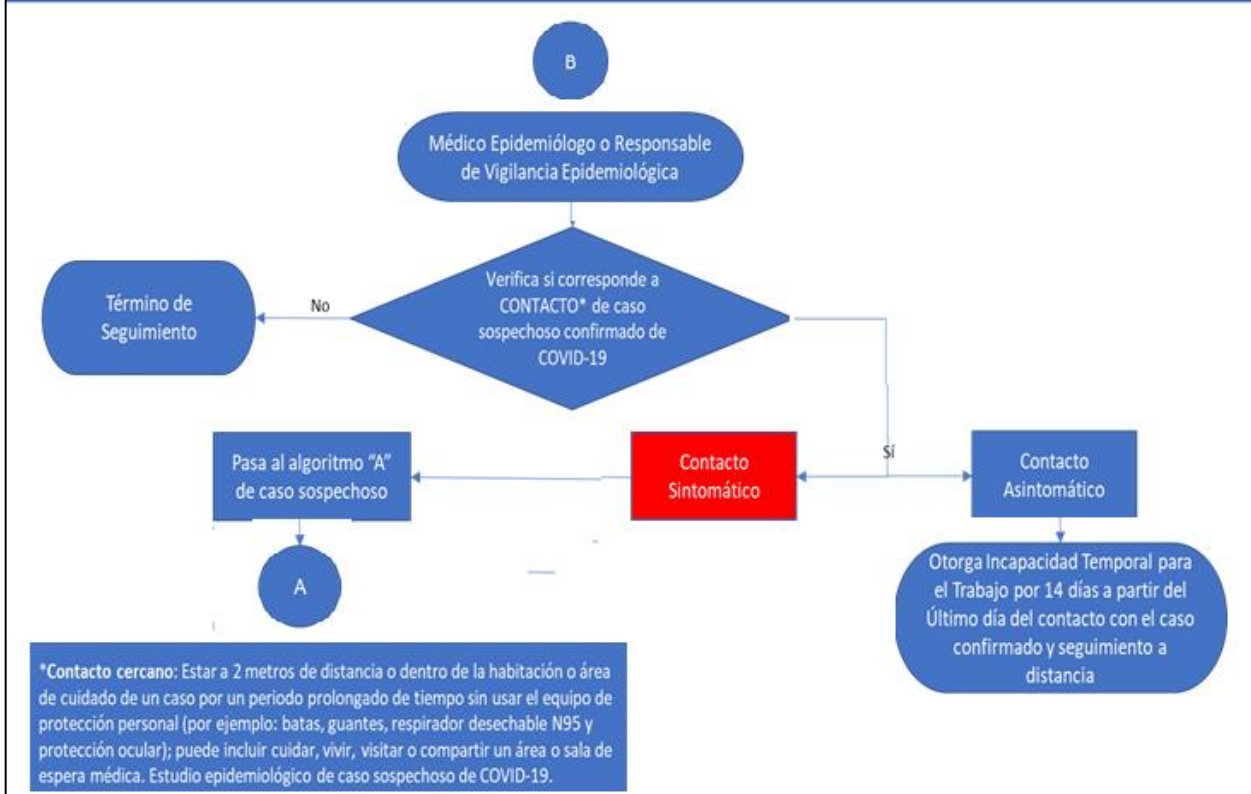 B
Médico Epidemiólogo o Responsable
de Vigilancia Epidemiológica
Verifica si corresponde a
CONTACTO* de caso
sospechoso confirmado de
COVID-19
No
Término de
Seguimiento
Sí
Pasa al algoritmo "A"
de caso sospechoso
Contacto
Sintomático
Contacto
Asintomático
A
Otorga Incapacidad Temporal para
el Trabajo por 14 días a partir del
Último día del contacto con el caso
confirmado y seguimiento a
distancia
*Contacto cercano: Estar a 2 metros de distancia o dentro de la habitación o área
de cuidado de un caso por un periodo prolongado de tiempo sin usar el equipo de
protección personal (por ejemplo: batas, guantes, respirador desechable N95 y
protección ocular); puede incluir cuidar, vivir, visitar o compartir un área o sala de
espera médica. Estudio epidemiológico de caso sospechoso de COVID-19.